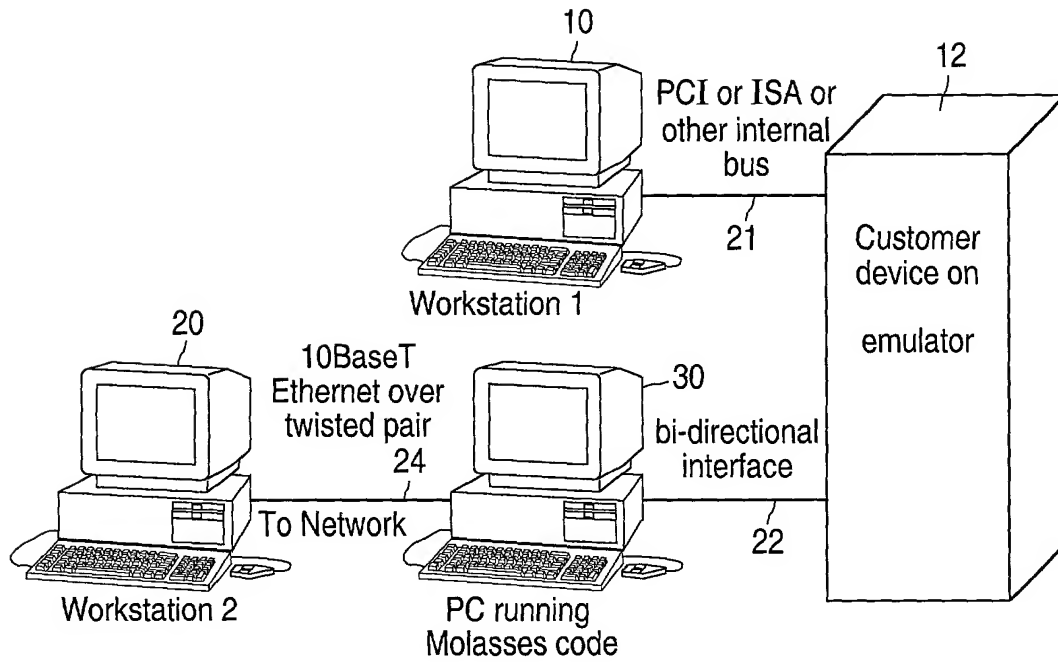 10
12
PCI or ISA or
other internal
bus
21
Customer
device on
emulator
Workstation 1
20
10BaseT
Ethernet over
twisted pair
24
To Network
30
bi-directional
interface
22
Workstation 2
PC running
Molasses code